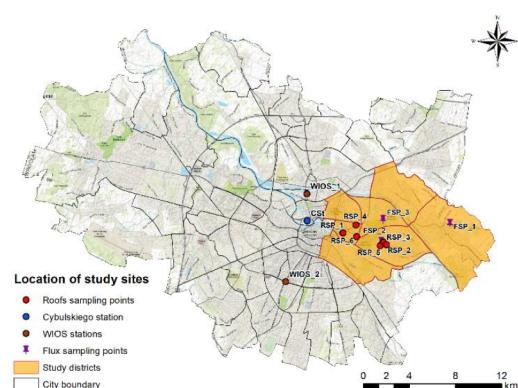 N
W
S
WIOS_1
CSt
RSP_4
FSP_3
FSP_1
RSP_1
FSP_2
RSP_3
RSP_6
RSP_5
RSP_2
WIOS_2
Location of study sites
Roofs sampling points
Cybulskiego station
WIOS stations
Flux sampling points
Study districts
City boundary
0 2 4 8 12
km